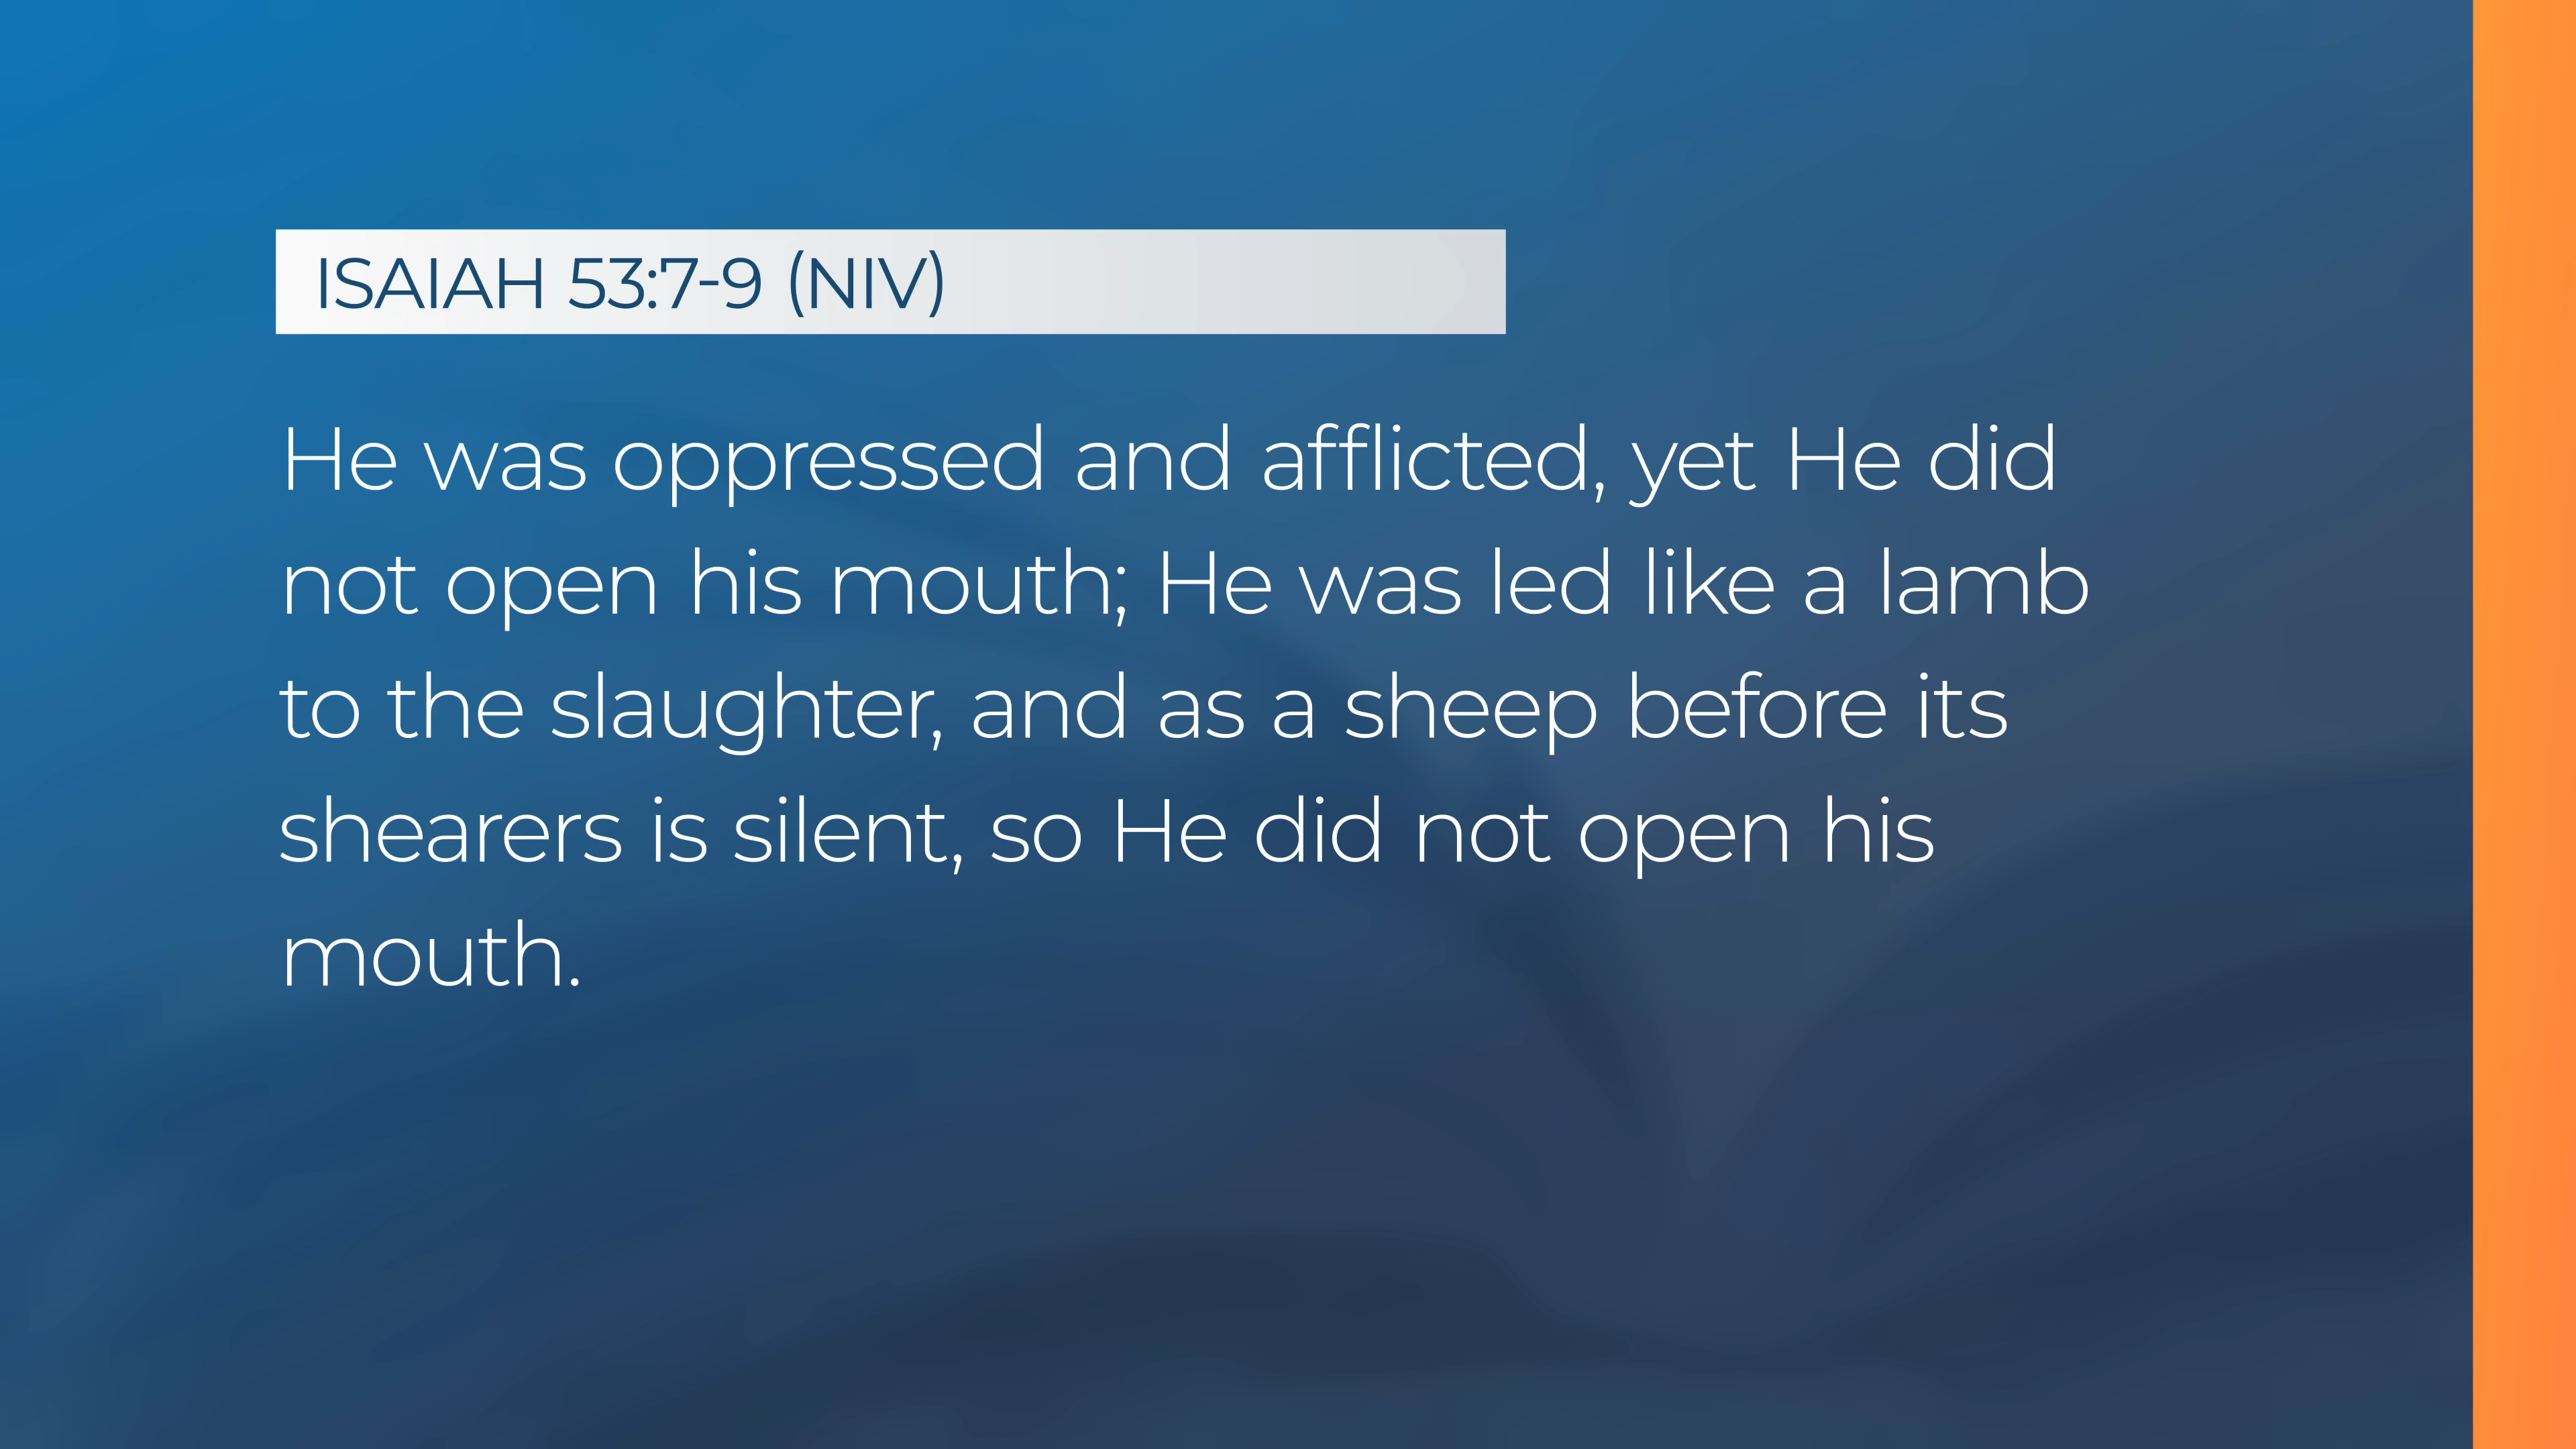 ISAIAH 53:7-9 (NIV)
He was oppressed and afflicted, yet He did
not open his mouth; He was led like a lamb
to the slaughter, and as a sheep before its
shearers is silent, so He did not open his
mouth.